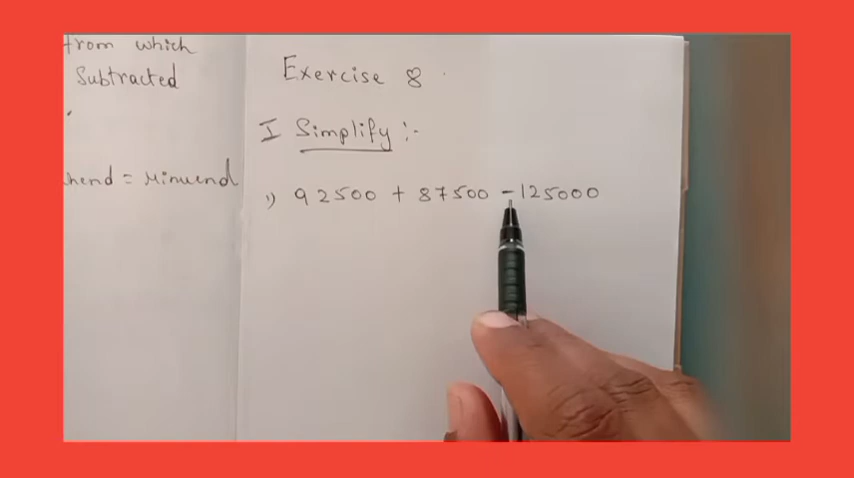 from which
Subtracted
hend = Minuend
Exercise 8
I Simplify :-
1) 92500 + 87500 - 125000